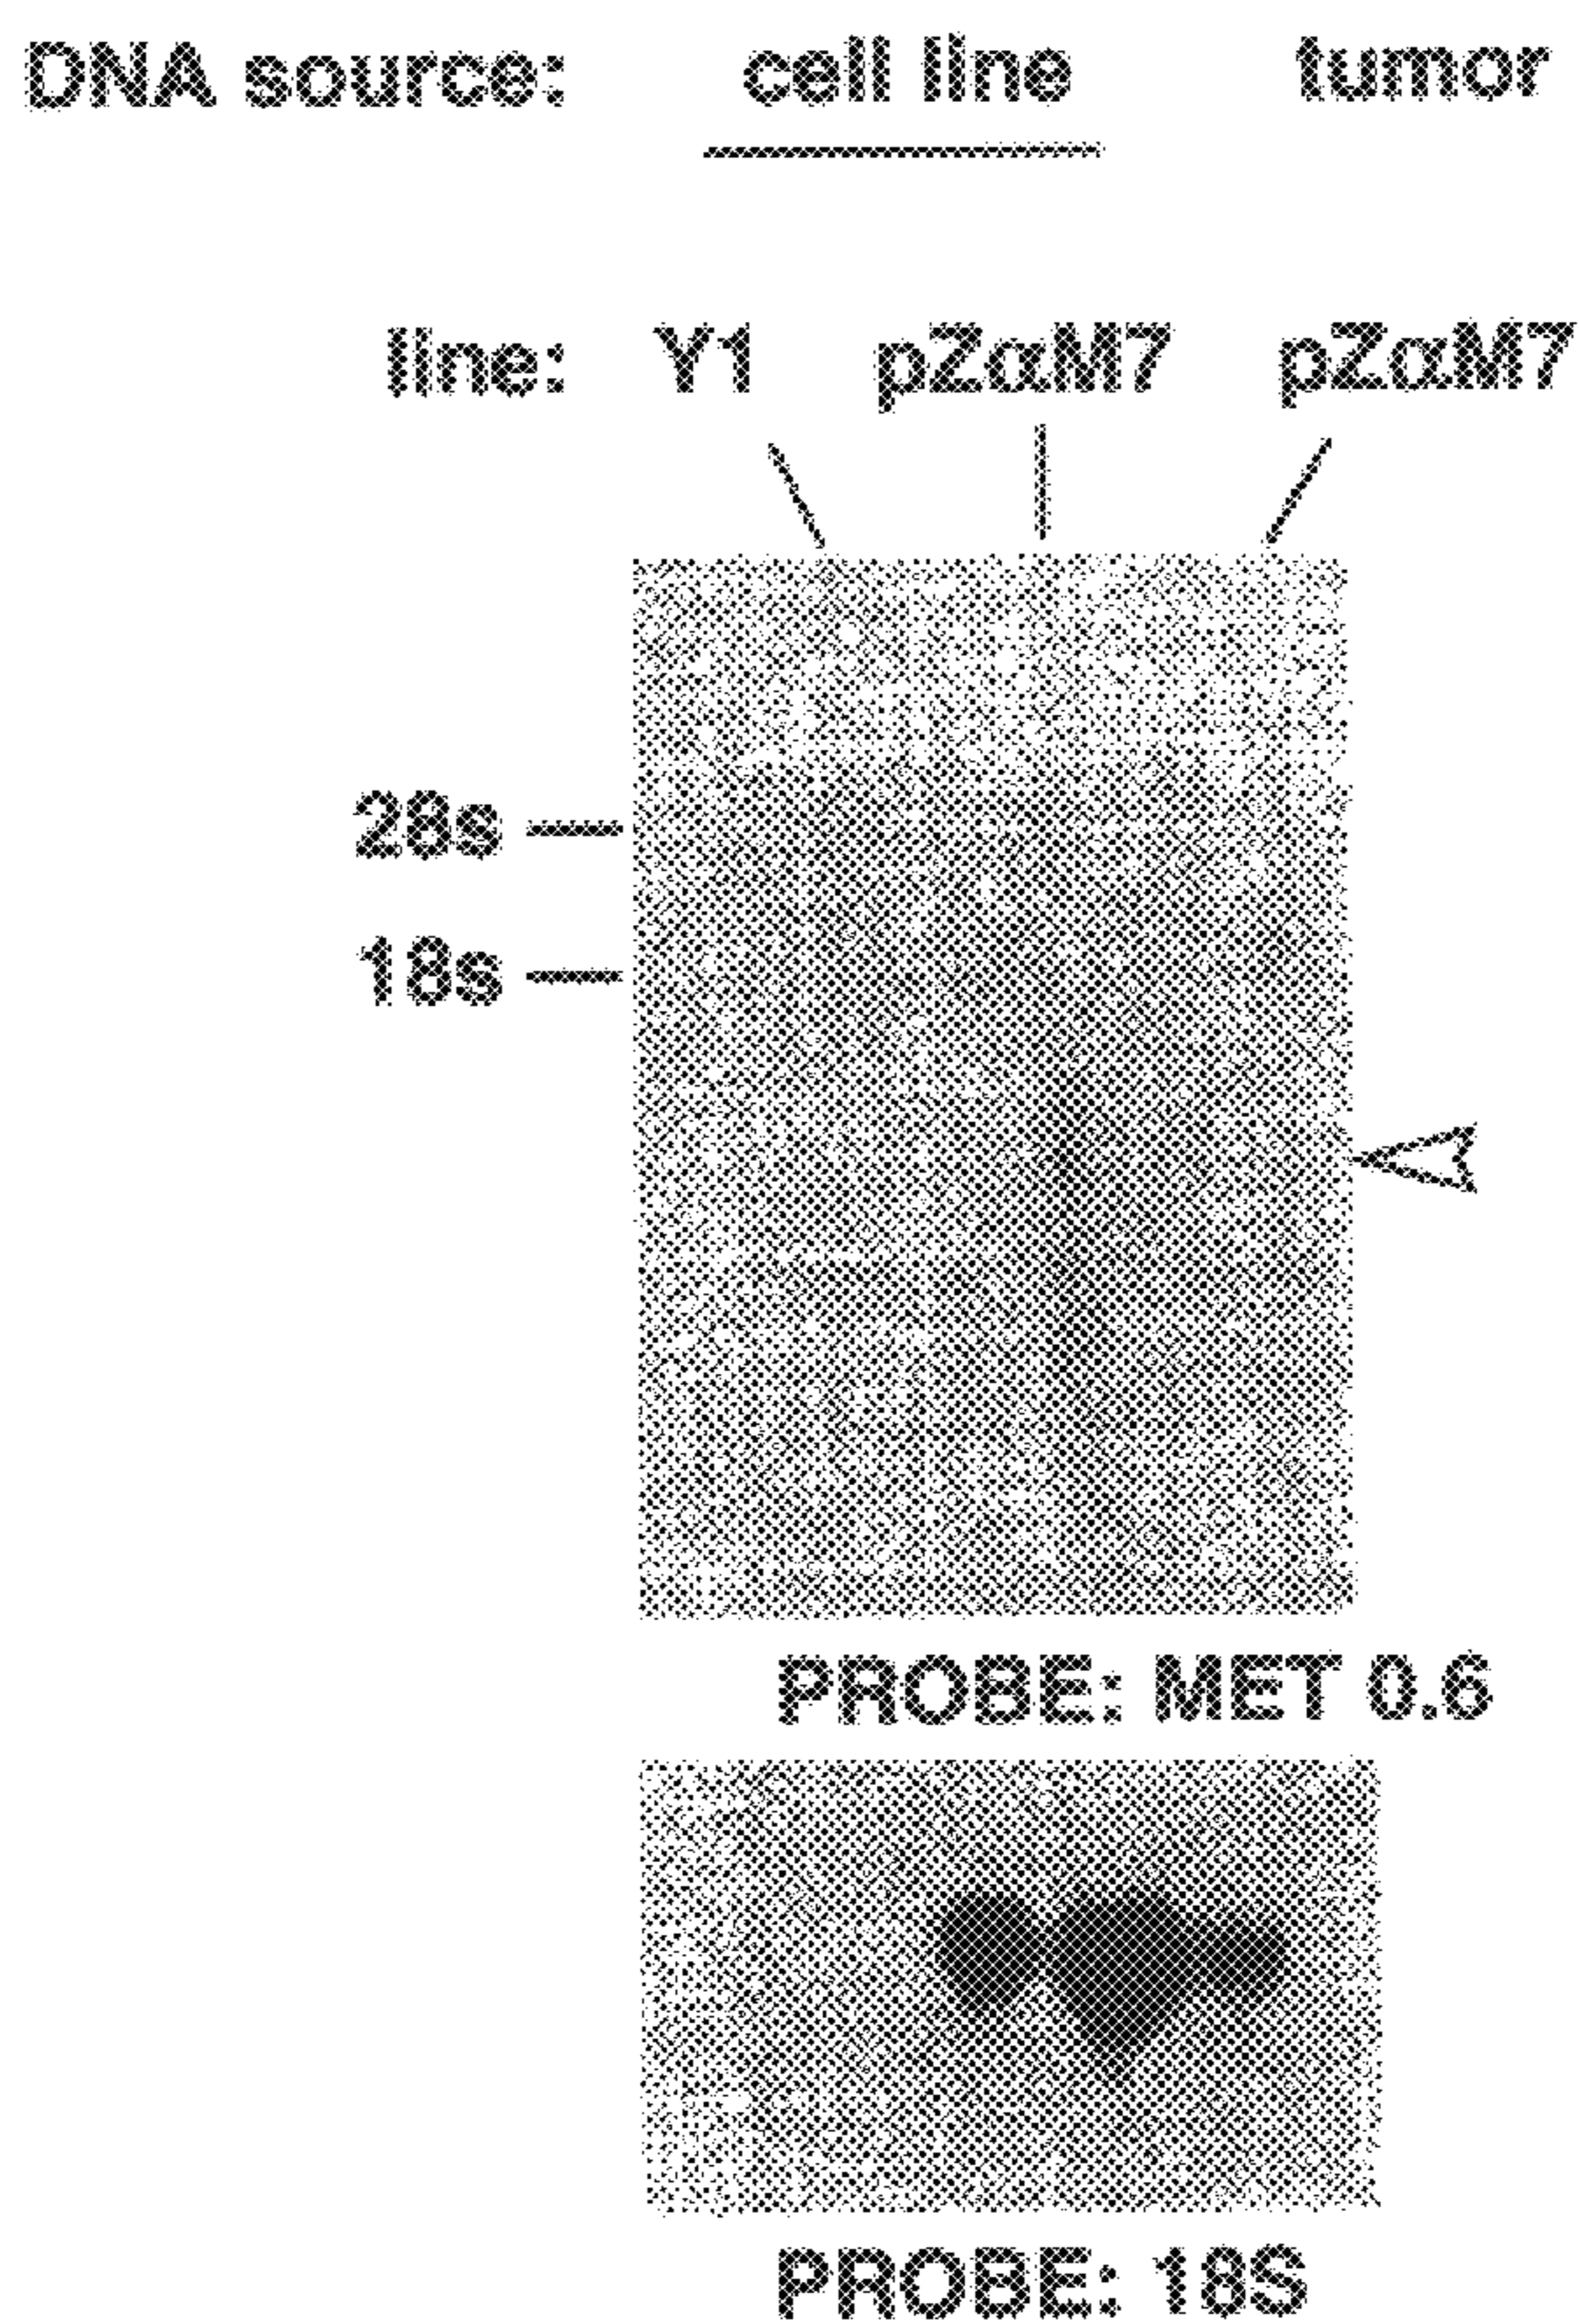 DNA source: cell line tumor
line: Y1 pZαM7 pZαM7
28s
18s
PROBE: MET 0.6
PROBE: 18S